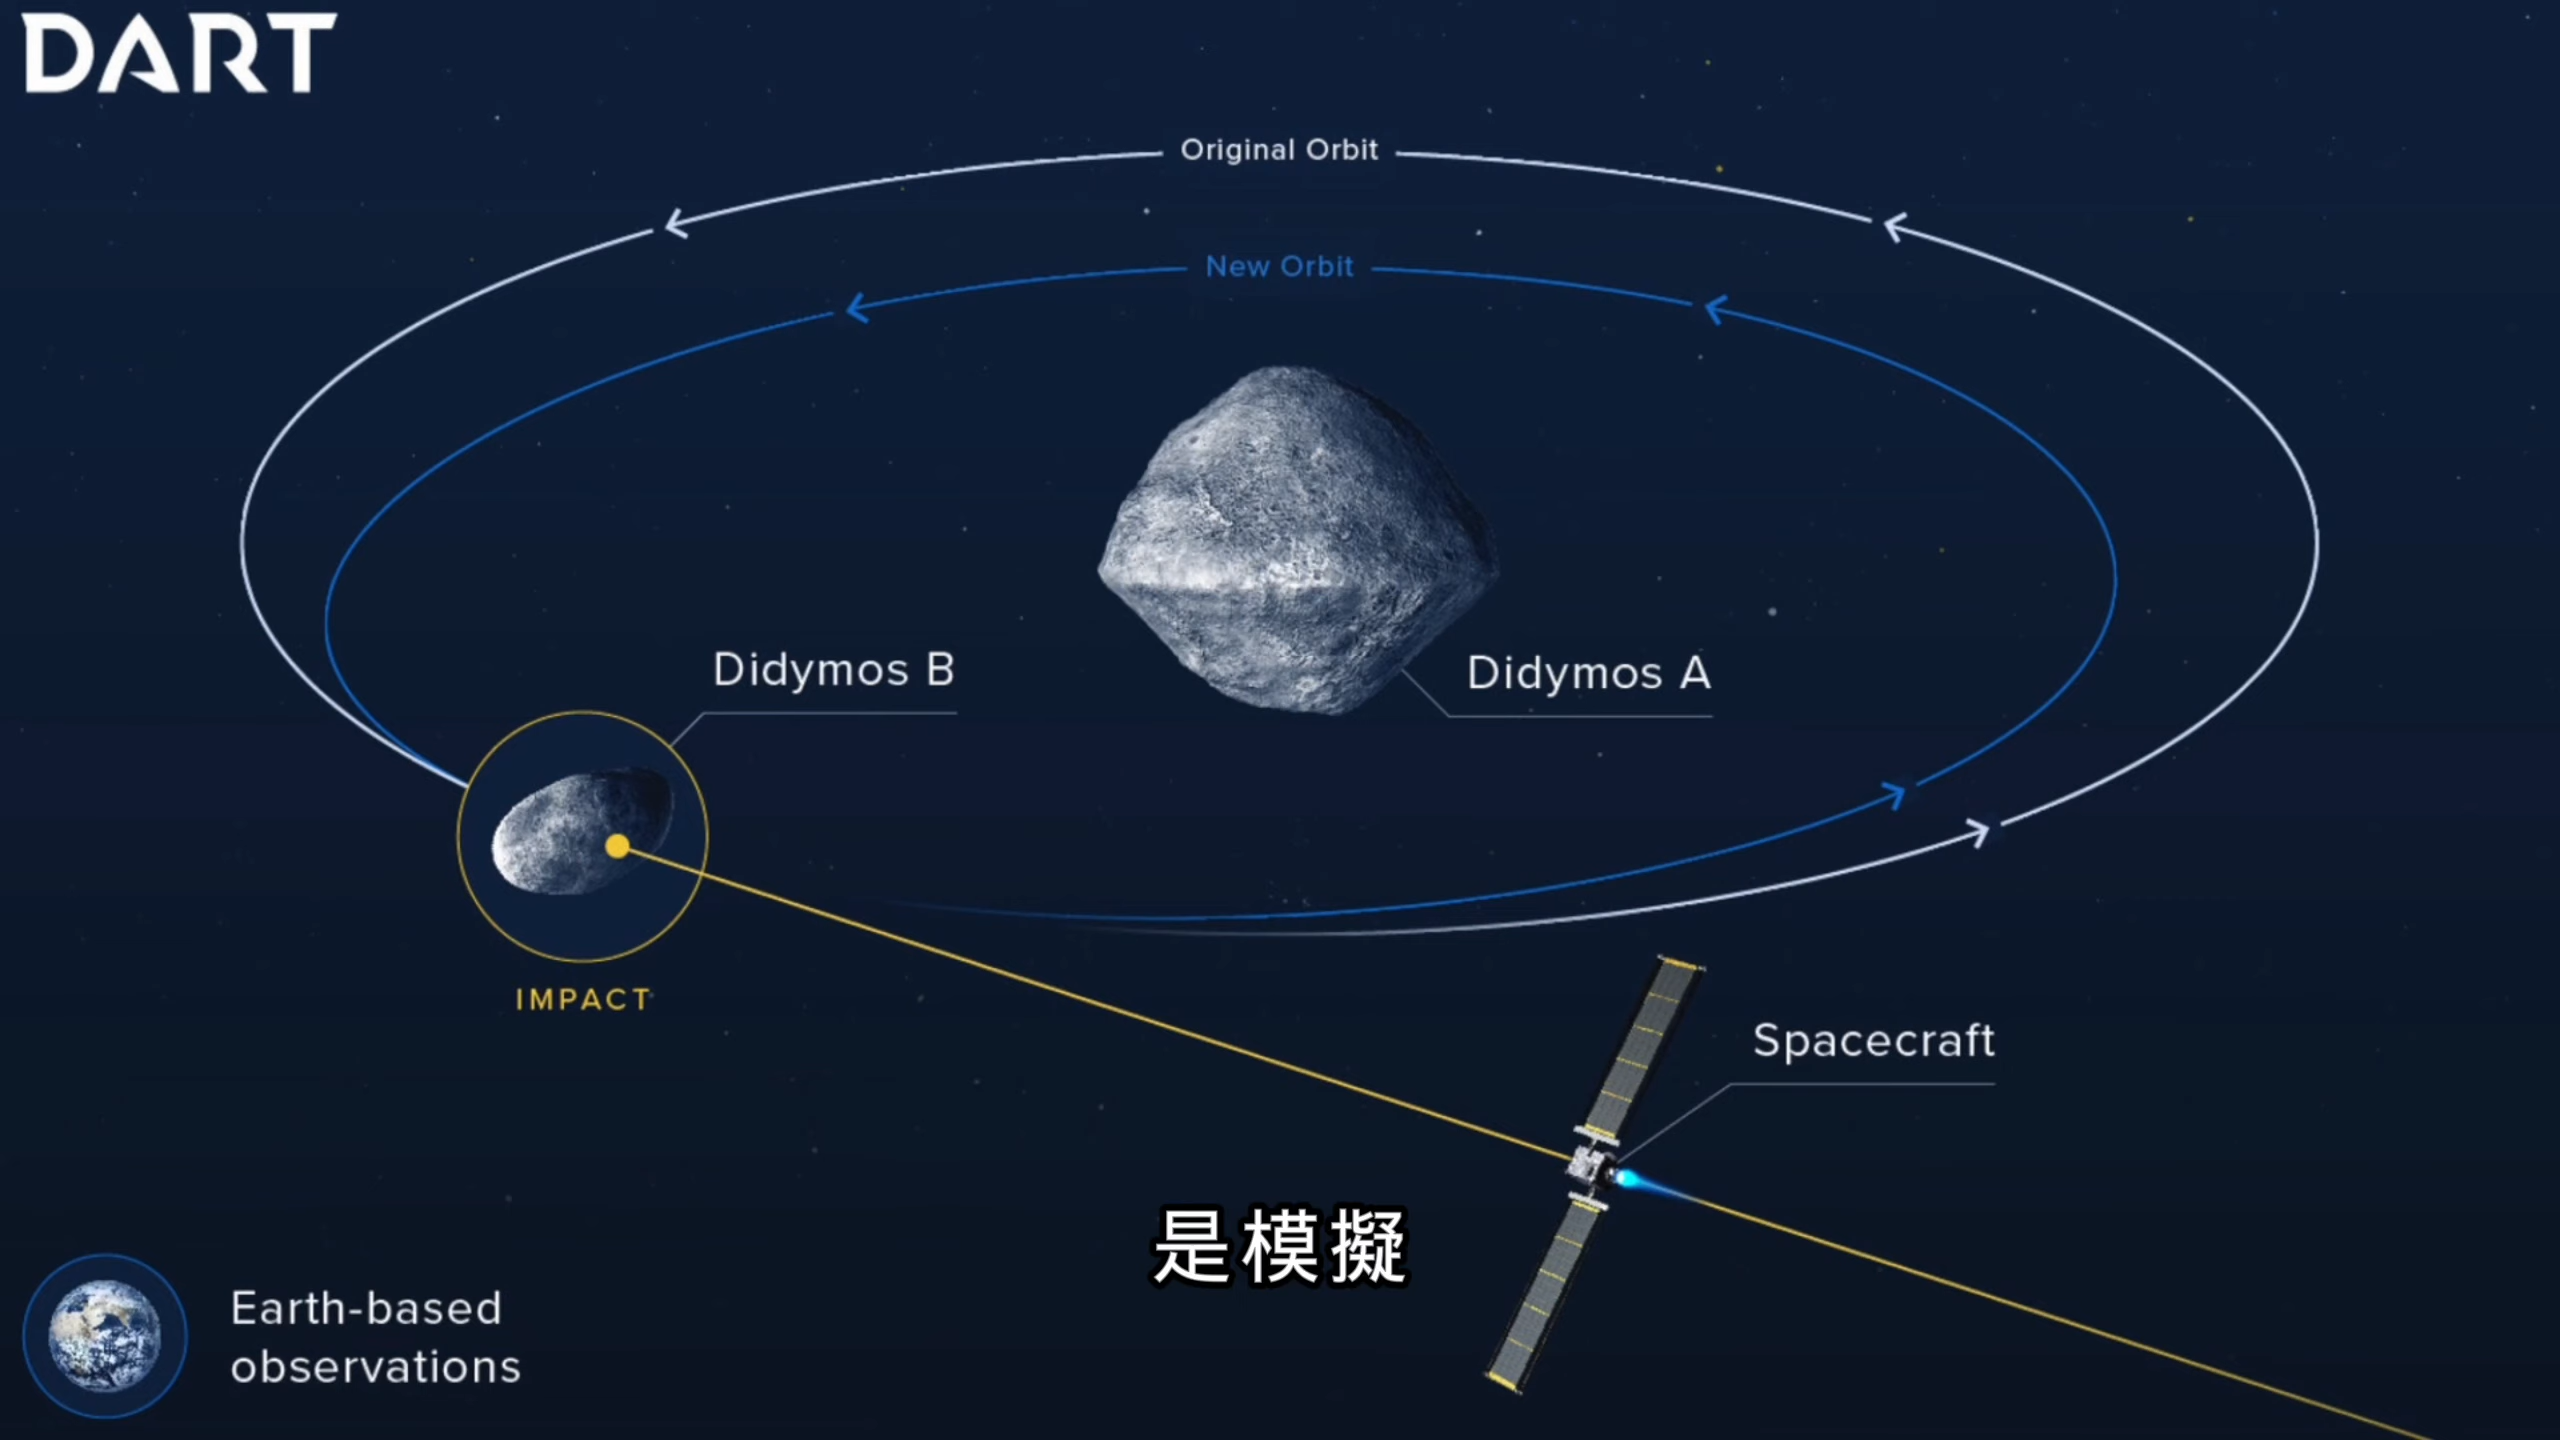 DART
Original Orbit
New Orbit
Didymos B
Didymos A
IMPACT
Spacecraft
是模擬
Earth-based
observations